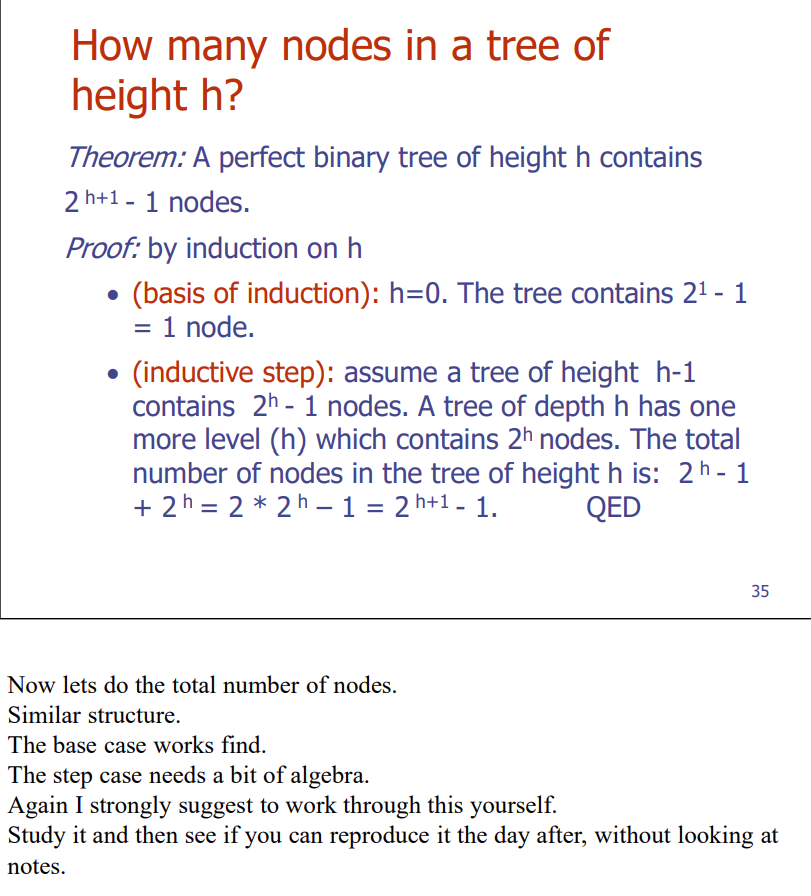 How many nodes in a tree of
height h?
Theorem: A perfect binary tree of height h contains
2 ʰ⁺¹ - 1 nodes.
Proof: by induction on h
• (basis of induction): h=0. The tree contains 2¹ - 1
= 1 node.
• (inductive step): assume a tree of height h-1
contains 2ʰ - 1 nodes. A tree of depth h has one
more level (h) which contains 2ʰ nodes. The total
number of nodes in the tree of height h is: 2 ʰ - 1
+ 2 ʰ = 2 * 2 ʰ – 1 = 2 ʰ⁺¹ - 1. QED
35
Now lets do the total number of nodes.
Similar structure.
The base case works find.
The step case needs a bit of algebra.
Again I strongly suggest to work through this yourself.
Study it and then see if you can reproduce it the day after, without looking at
notes.